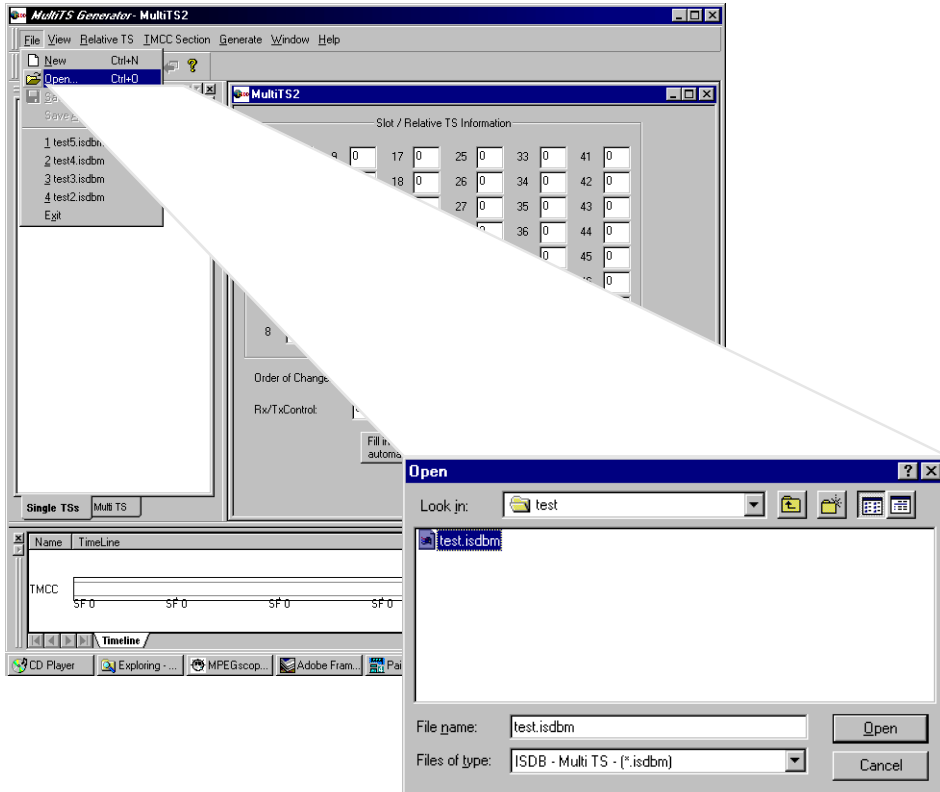 MultiTS Generator - MultiTS2
File View Relative TS TMCC Section Generate Window Help
New Ctrl+N
Open... Ctrl+O
Save
1 test5.isdbm
2 test4.isdbm
3 test3.isdbm
4 test2.isdbm
Exit
MultiTS2
Slot / Relative TS Information
9 0 17 0 25 0 33 0 41 0
18 0 26 0 34 0 42 0
27 0 35 0 43 0
0 36 0 44 0
0 45 0
46 0
8
Order of Change
Rx/TxControl:
Fill in
automa
Single TSs Multi TS
Name TimeLine
TMCC
SF 0 SF 0 SF 0 SF 0
Timeline
CD Player Exploring - ... MPEGscop... Adobe Fram... Pai
Open
Look in: test
test.isdbm
File name: test.isdbm Open
Files of type: ISDB - Multi TS - (*.isdbm) Cancel